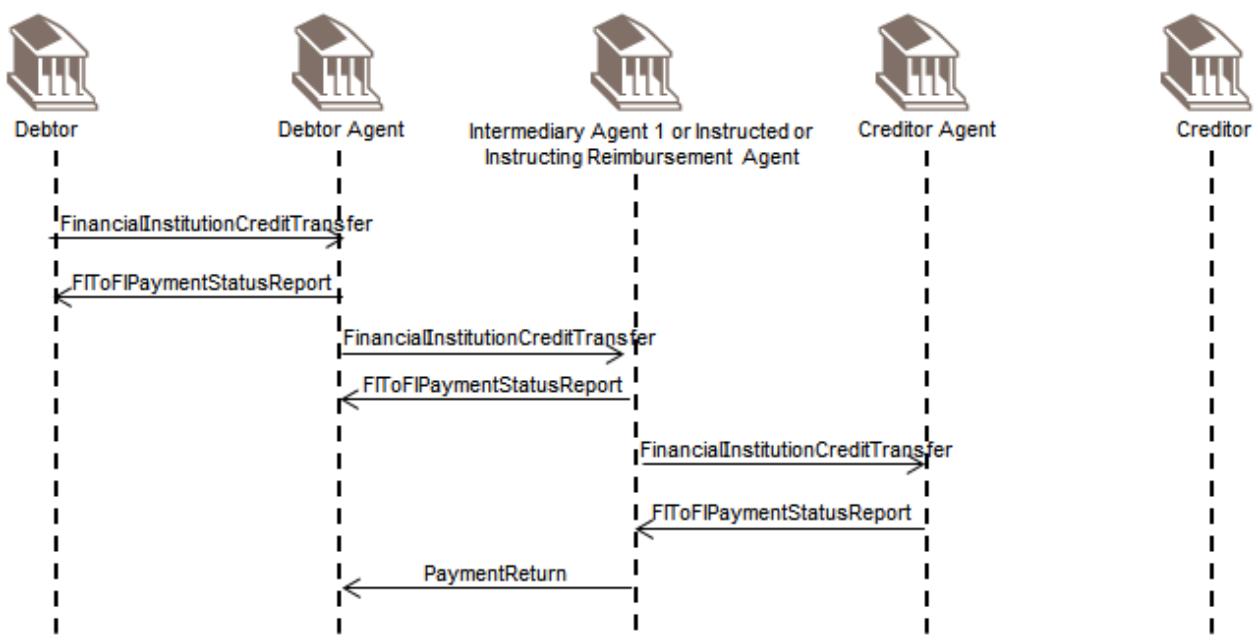 Debtor
Debtor Agent
Intermediary Agent 1 or Instructed or
Instructing Reimbursement Agent
Creditor Agent
Creditor
FinancialInstitutionCreditTransfer
FIToFIPaymentStatusReport
FinancialInstitutionCreditTransfer
FIToFIPaymentStatusReport
FinancialInstitutionCreditTransfer
FIToFIPaymentStatusReport
PaymentReturn